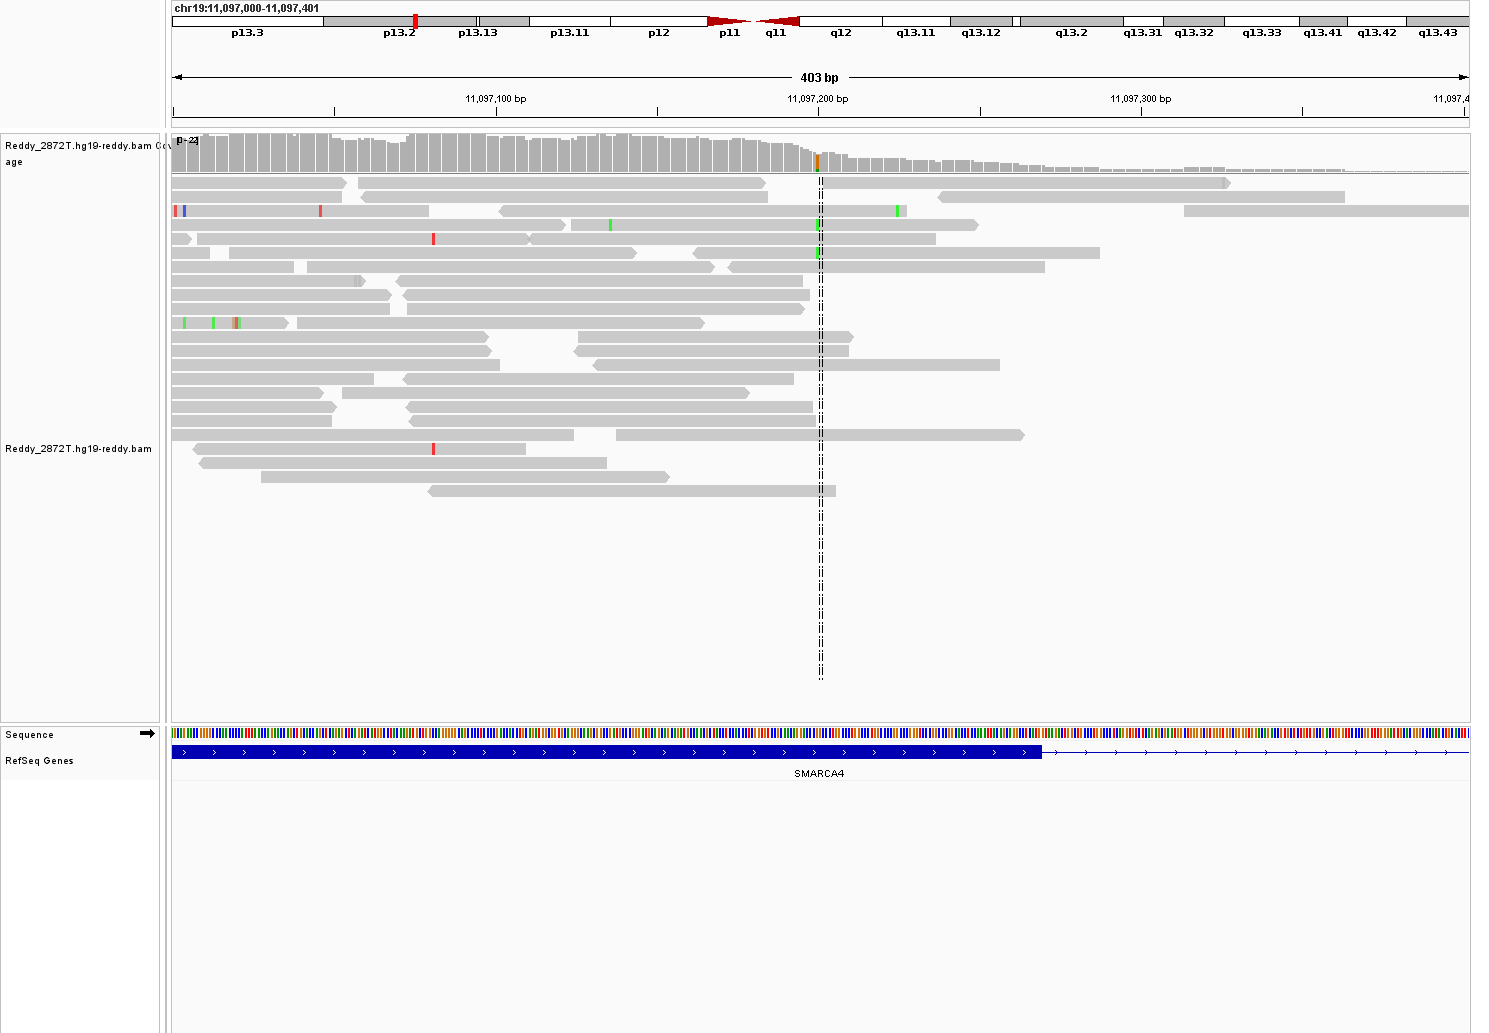 chr19:11,097,000-11,097,401
p13.3 p13.2 p13.13 p13.11 p12 p11 q11 q12 q13.11 q13.12 q13.2 q13.31 q13.32 q13.33 q13.41 q13.42 q13.43
403 bp
11,097,100 bp 11,097,200 bp 11,097,300 bp 11,097,4
[0-22]
Reddy_2872T.hg19-reddy.bam Cov
age
Reddy_2872T.hg19-reddy.bam
Sequence
RefSeq Genes
SMARCA4